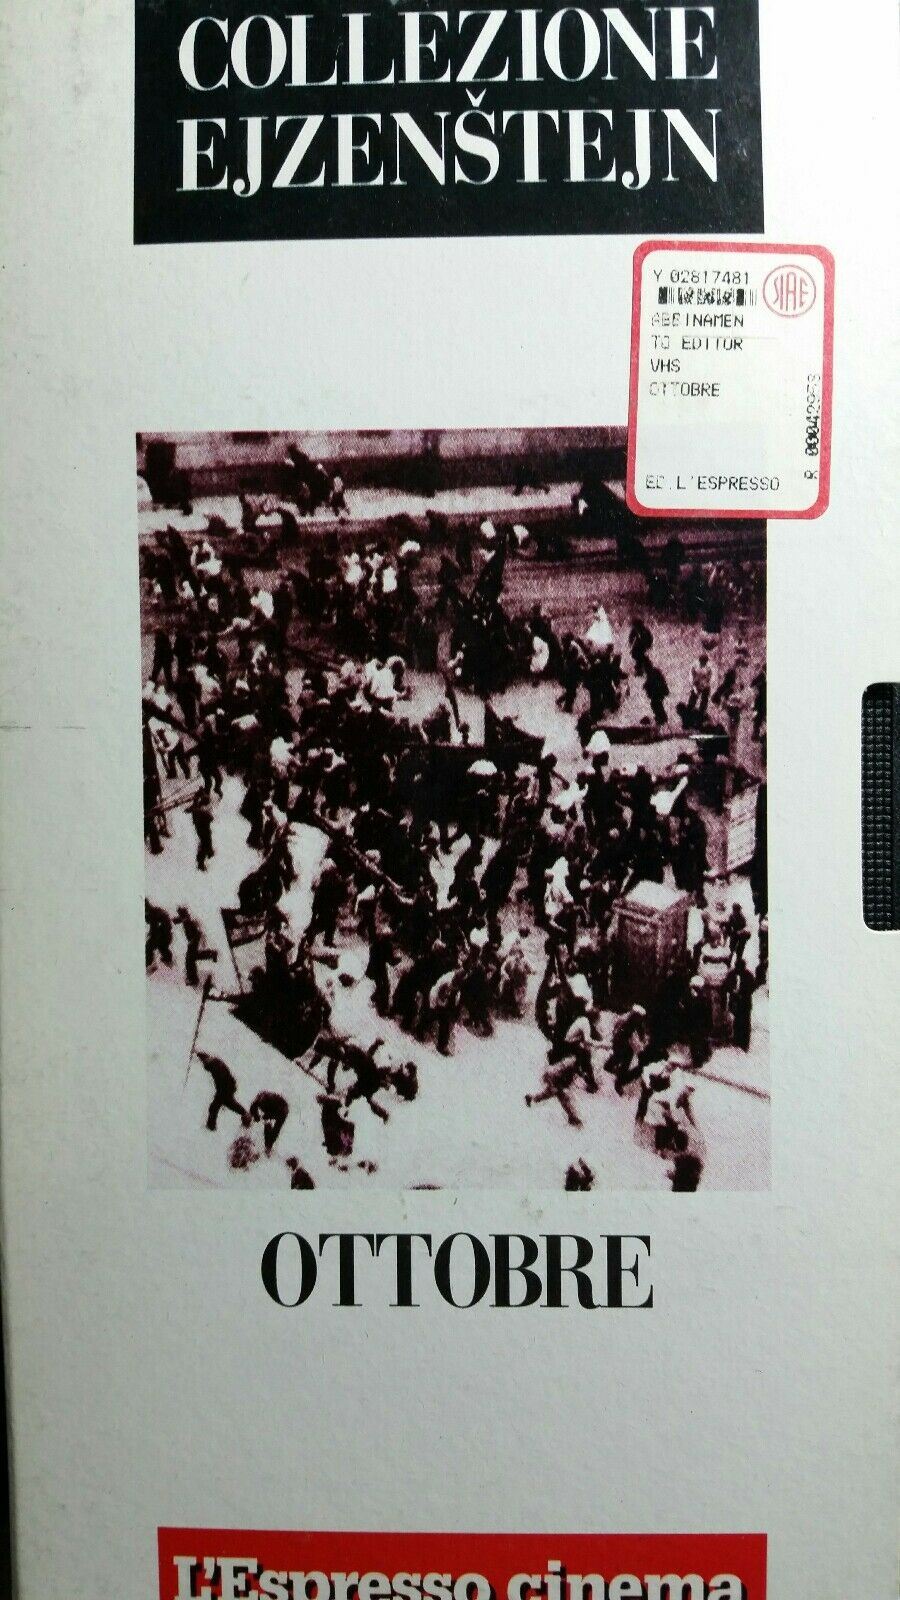 COLLEZIONE
EJZENŠTEJN
Y 02817481
SIAE
ABBINAMEN
TO EDITOR
VHS
OTTOBRE
ED.L'ESPRESSO
OTTOBRE
L'Espresso cinema